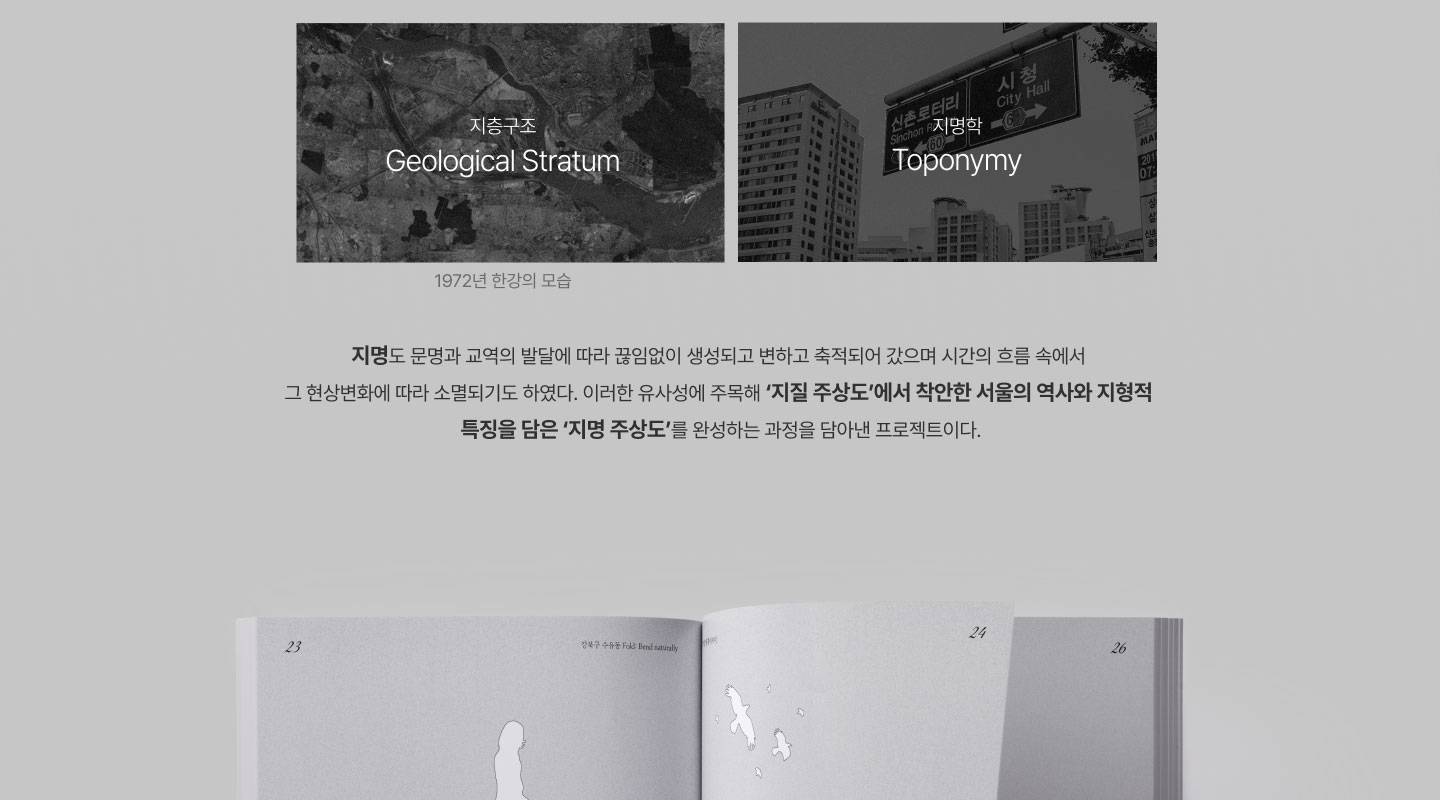 지층구조
Geological Stratum
시청
City Hall
신촌로터리
Sinchon
60
지명학
Toponymy
1972년 한강의 모습
지명도 문명과 교역의 발달에 따라 끊임없이 생성되고 변하고 축적되어 갔으며 시간의 흐름 속에서
그 현상변화에 따라 소멸되기도 하였다. 이러한 유사성에 주목해 ‘지질 주상도’에서 착안한 서울의 역사와 지형적
특징을 담은 ‘지명 주상도’를 완성하는 과정을 담아낸 프로젝트이다.
23
강북구 수유동 Fold: Bend naturally
24
26